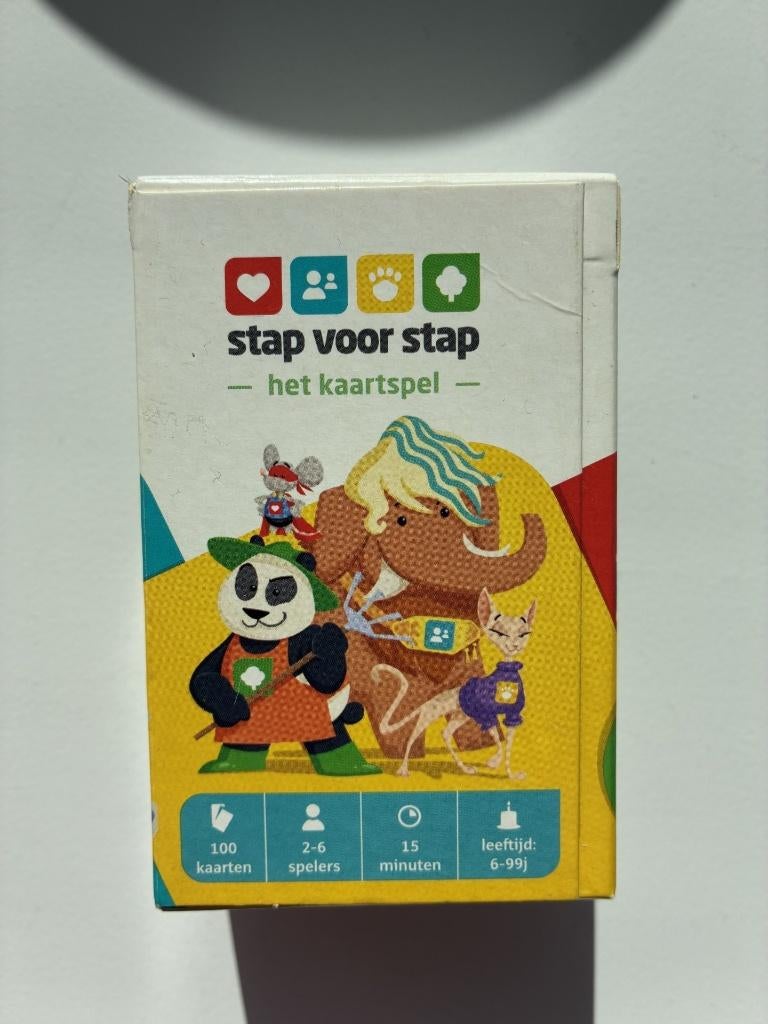 stap voor stap
— het kaartspel —
100
kaarten
2-6
spelers
15
minuten
leeftijd:
6-99j